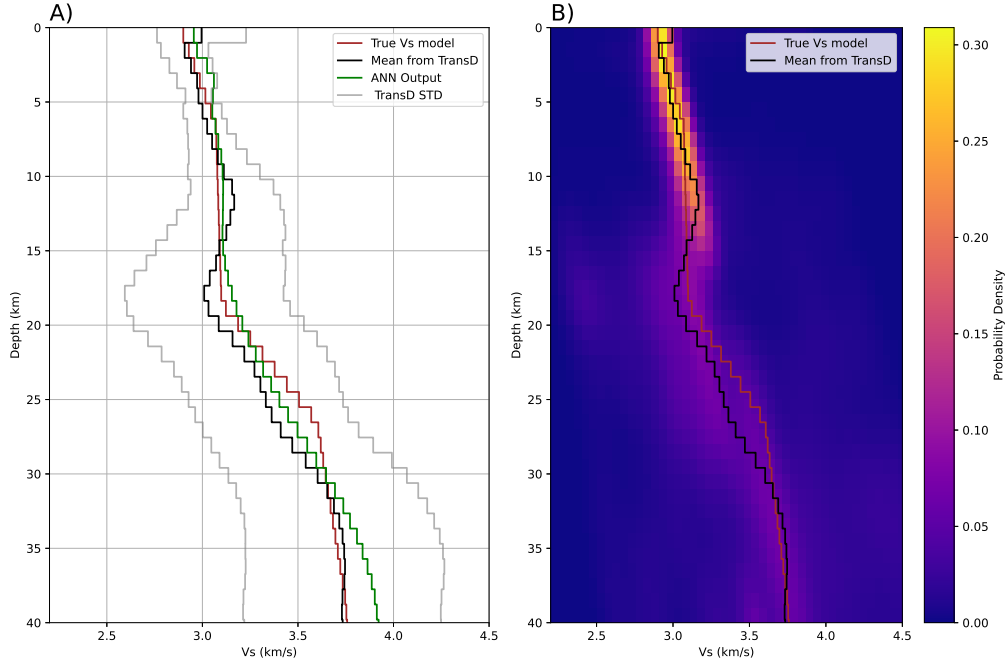 A)
True Vs model
Mean from TransD
ANN Output
TransD STD
0
5
10
15
20
25
30
35
40
Depth (km)
2.5
3.0
3.5
4.0
4.5
Vs (km/s)
B)
True Vs model
Mean from TransD
0
5
10
15
20
25
30
35
40
Depth (km)
2.5
3.0
3.5
4.0
4.5
Vs (km/s)
0.30
0.25
0.20
0.15
0.10
0.05
0.00
Probability Density